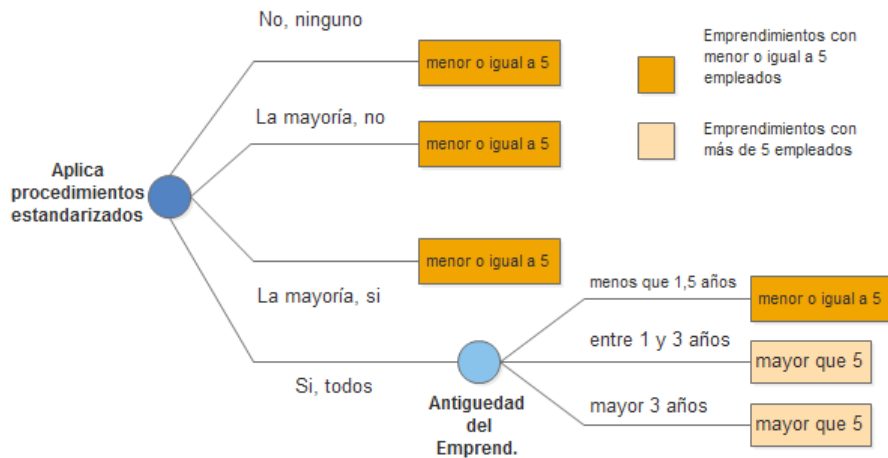 No, ninguno
menor o igual a 5
Emprendimientos con
menor o igual a 5
empleados
La mayoría, no
menor o igual a 5
Emprendimientos con
más de 5 empleados
Aplica
procedimientos
estandarizados
menor o igual a 5
La mayoría, si
menos que 1,5 años
menor o igual a 5
entre 1 y 3 años
mayor que 5
Si, todos
Antiguedad
del
Emprend.
mayor 3 años
mayor que 5